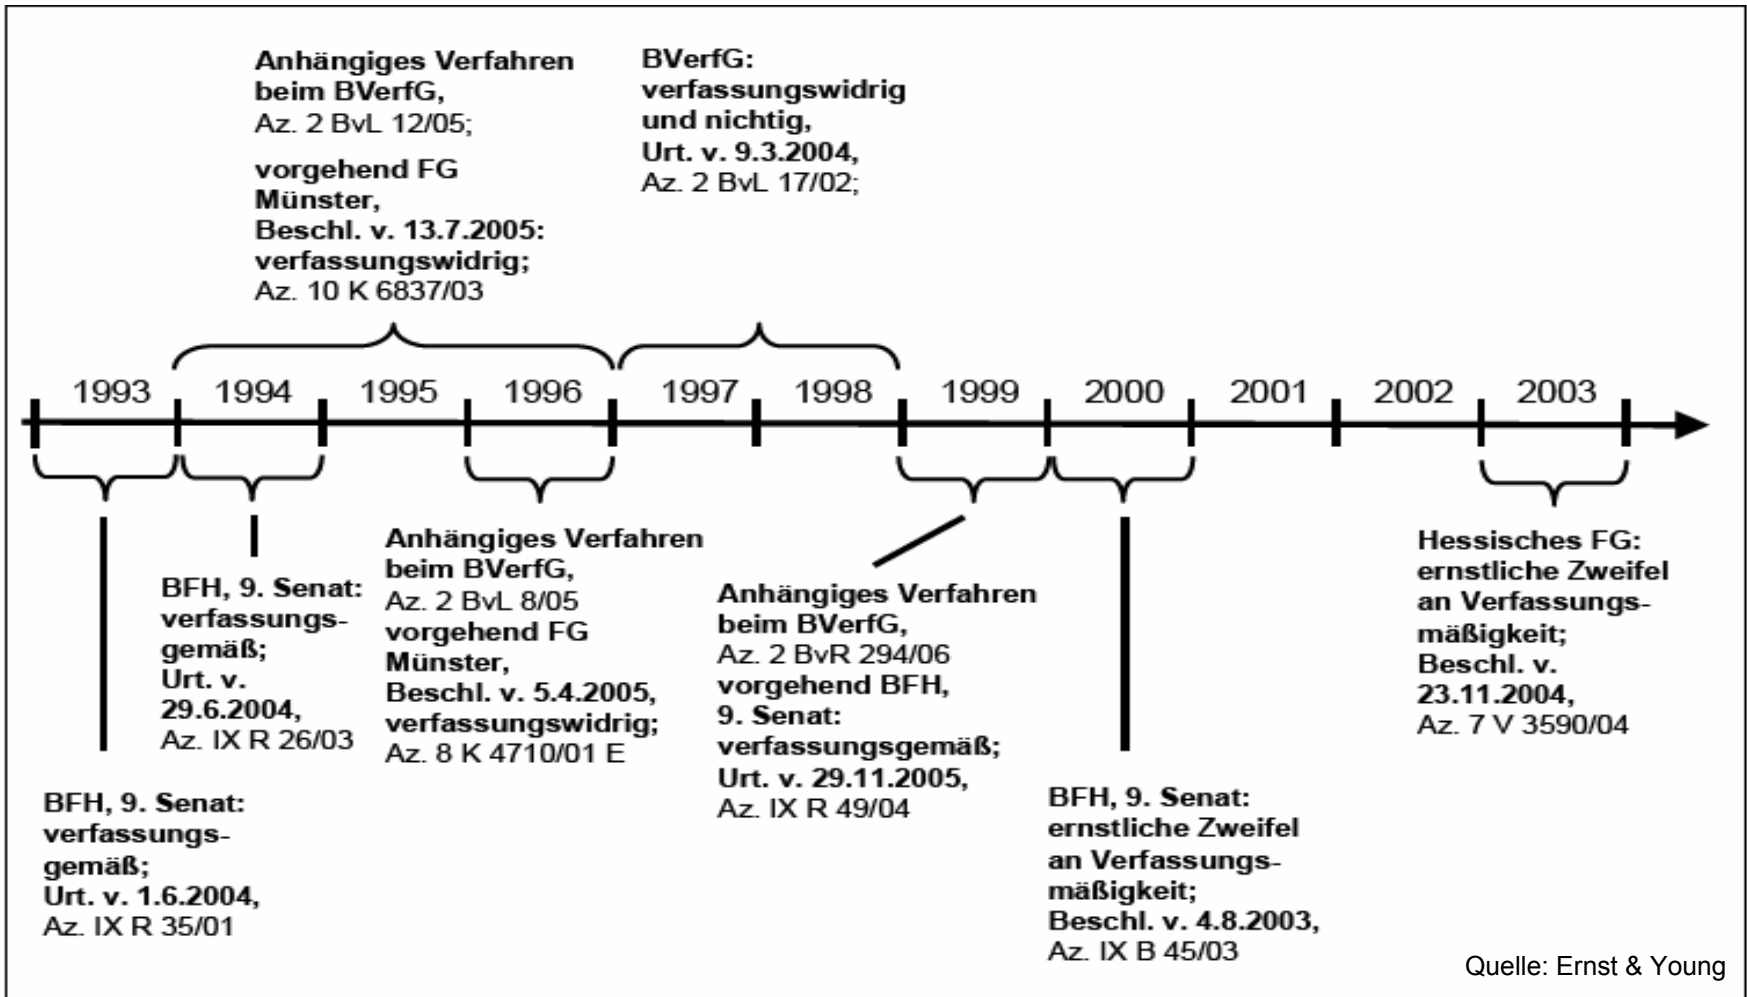 Anhängiges Verfahren
beim BVerfG,
Az. 2 BvL 12/05;
vorgehend FG
Münster,
Beschl. v. 13.7.2005:
verfassungswidrig;
Az. 10 K 6837/03
BVerfG:
verfassungswidrig
und nichtig,
Urt. v. 9.3.2004,
Az. 2 BvL 17/02;
1993 1994 1995 1996 1997 1998 1999 2000 2001 2002 2003
BFH, 9. Senat:
verfassungs-
gemäß;
Urt. v. 1.6.2004,
Az. IX R 35/01
BFH, 9. Senat:
verfassungs-
gemäß;
Urt. v.
29.6.2004,
Az. IX R 26/03
Anhängiges Verfahren
beim BVerfG,
Az. 2 BvL 8/05
vorgehend FG
Münster,
Beschl. v. 5.4.2005,
verfassungswidrig;
Az. 8 K 4710/01 E
Anhängiges Verfahren
beim BVerfG,
Az. 2 BvR 294/06
vorgehend BFH,
9. Senat:
verfassungsgemäß;
Urt. v. 29.11.2005,
Az. IX R 49/04
BFH, 9. Senat:
ernstliche Zweifel
an Verfassungs-
mäßigkeit;
Beschl. v. 4.8.2003,
Az. IX B 45/03
Hessisches FG:
ernstliche Zweifel
an Verfassungs-
mäßigkeit;
Beschl. v.
23.11.2004,
Az. 7 V 3590/04
Quelle: Ernst & Young